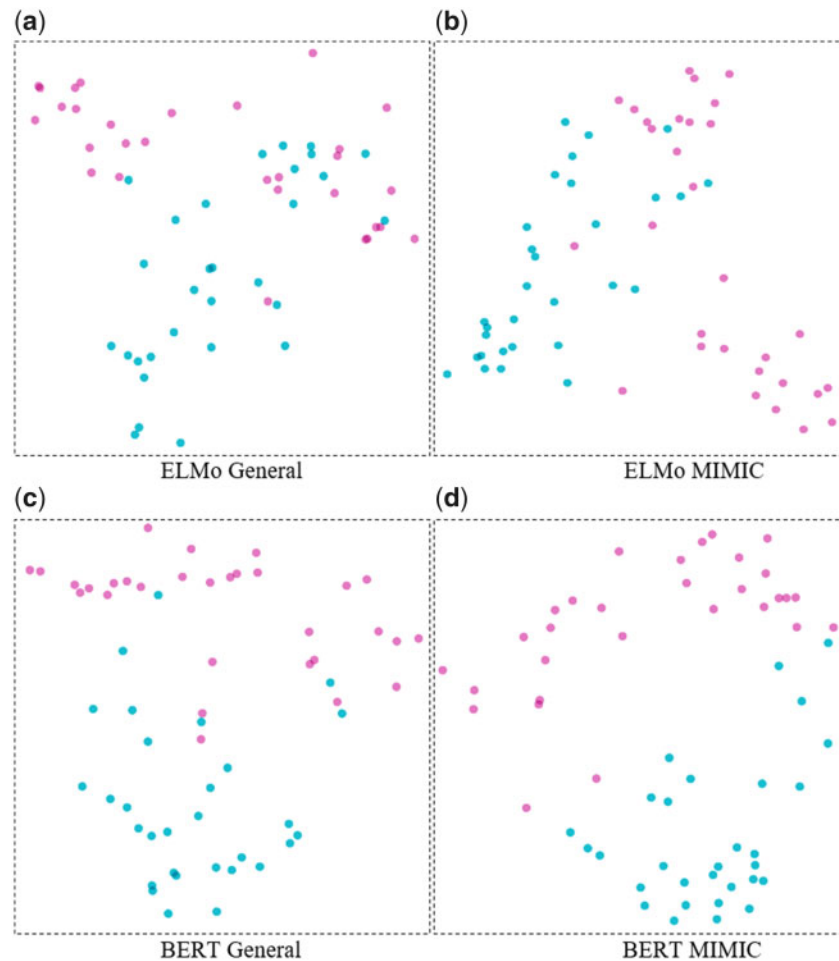 (a)
(b)
ELMo General
ELMo MIMIC
(c)
(d)
BERT General
BERT MIMIC